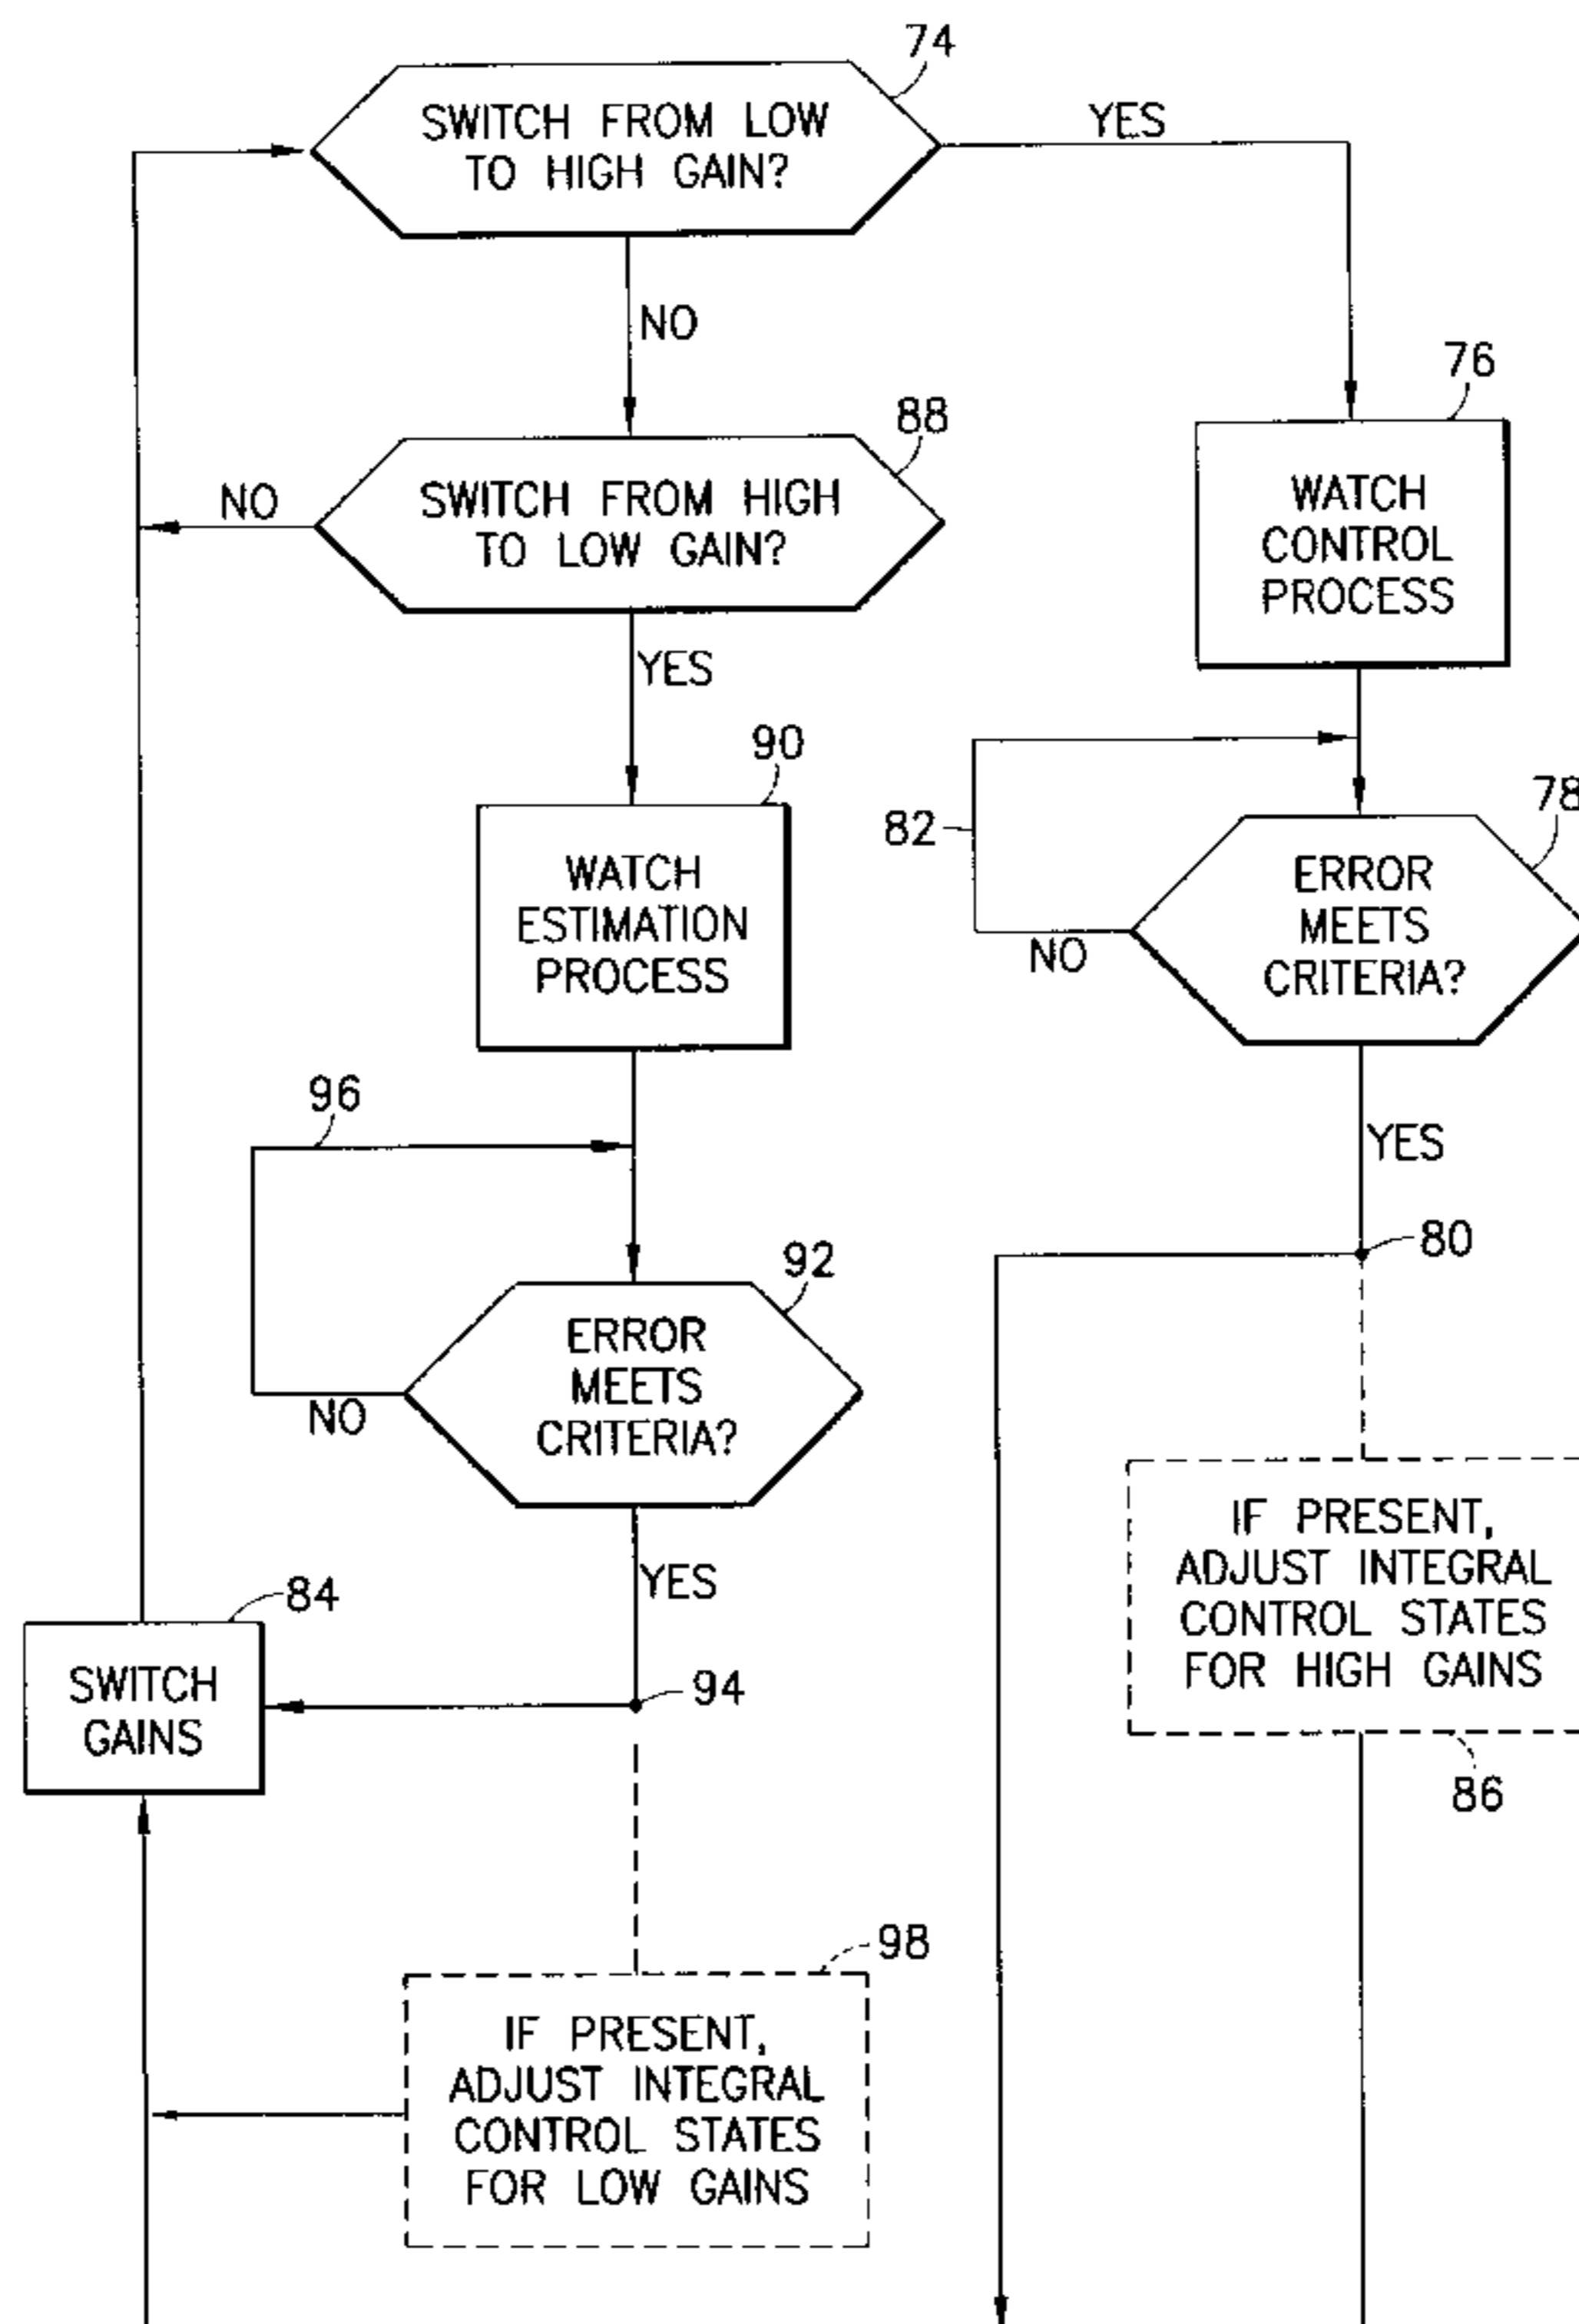 74
SWITCH FROM LOW
TO HIGH GAIN?
YES
NO
76
WATCH
CONTROL
PROCESS
88
SWITCH FROM HIGH
TO LOW GAIN?
NO
YES
90
WATCH
ESTIMATION
PROCESS
82
78
ERROR
MEETS
CRITERIA?
NO
YES
96
80
92
ERROR
MEETS
CRITERIA?
NO
YES
84
SWITCH
GAINS
94
IF PRESENT,
ADJUST INTEGRAL
CONTROL STATES
FOR HIGH GAINS
86
98
IF PRESENT,
ADJUST INTEGRAL
CONTROL STATES
FOR LOW GAINS